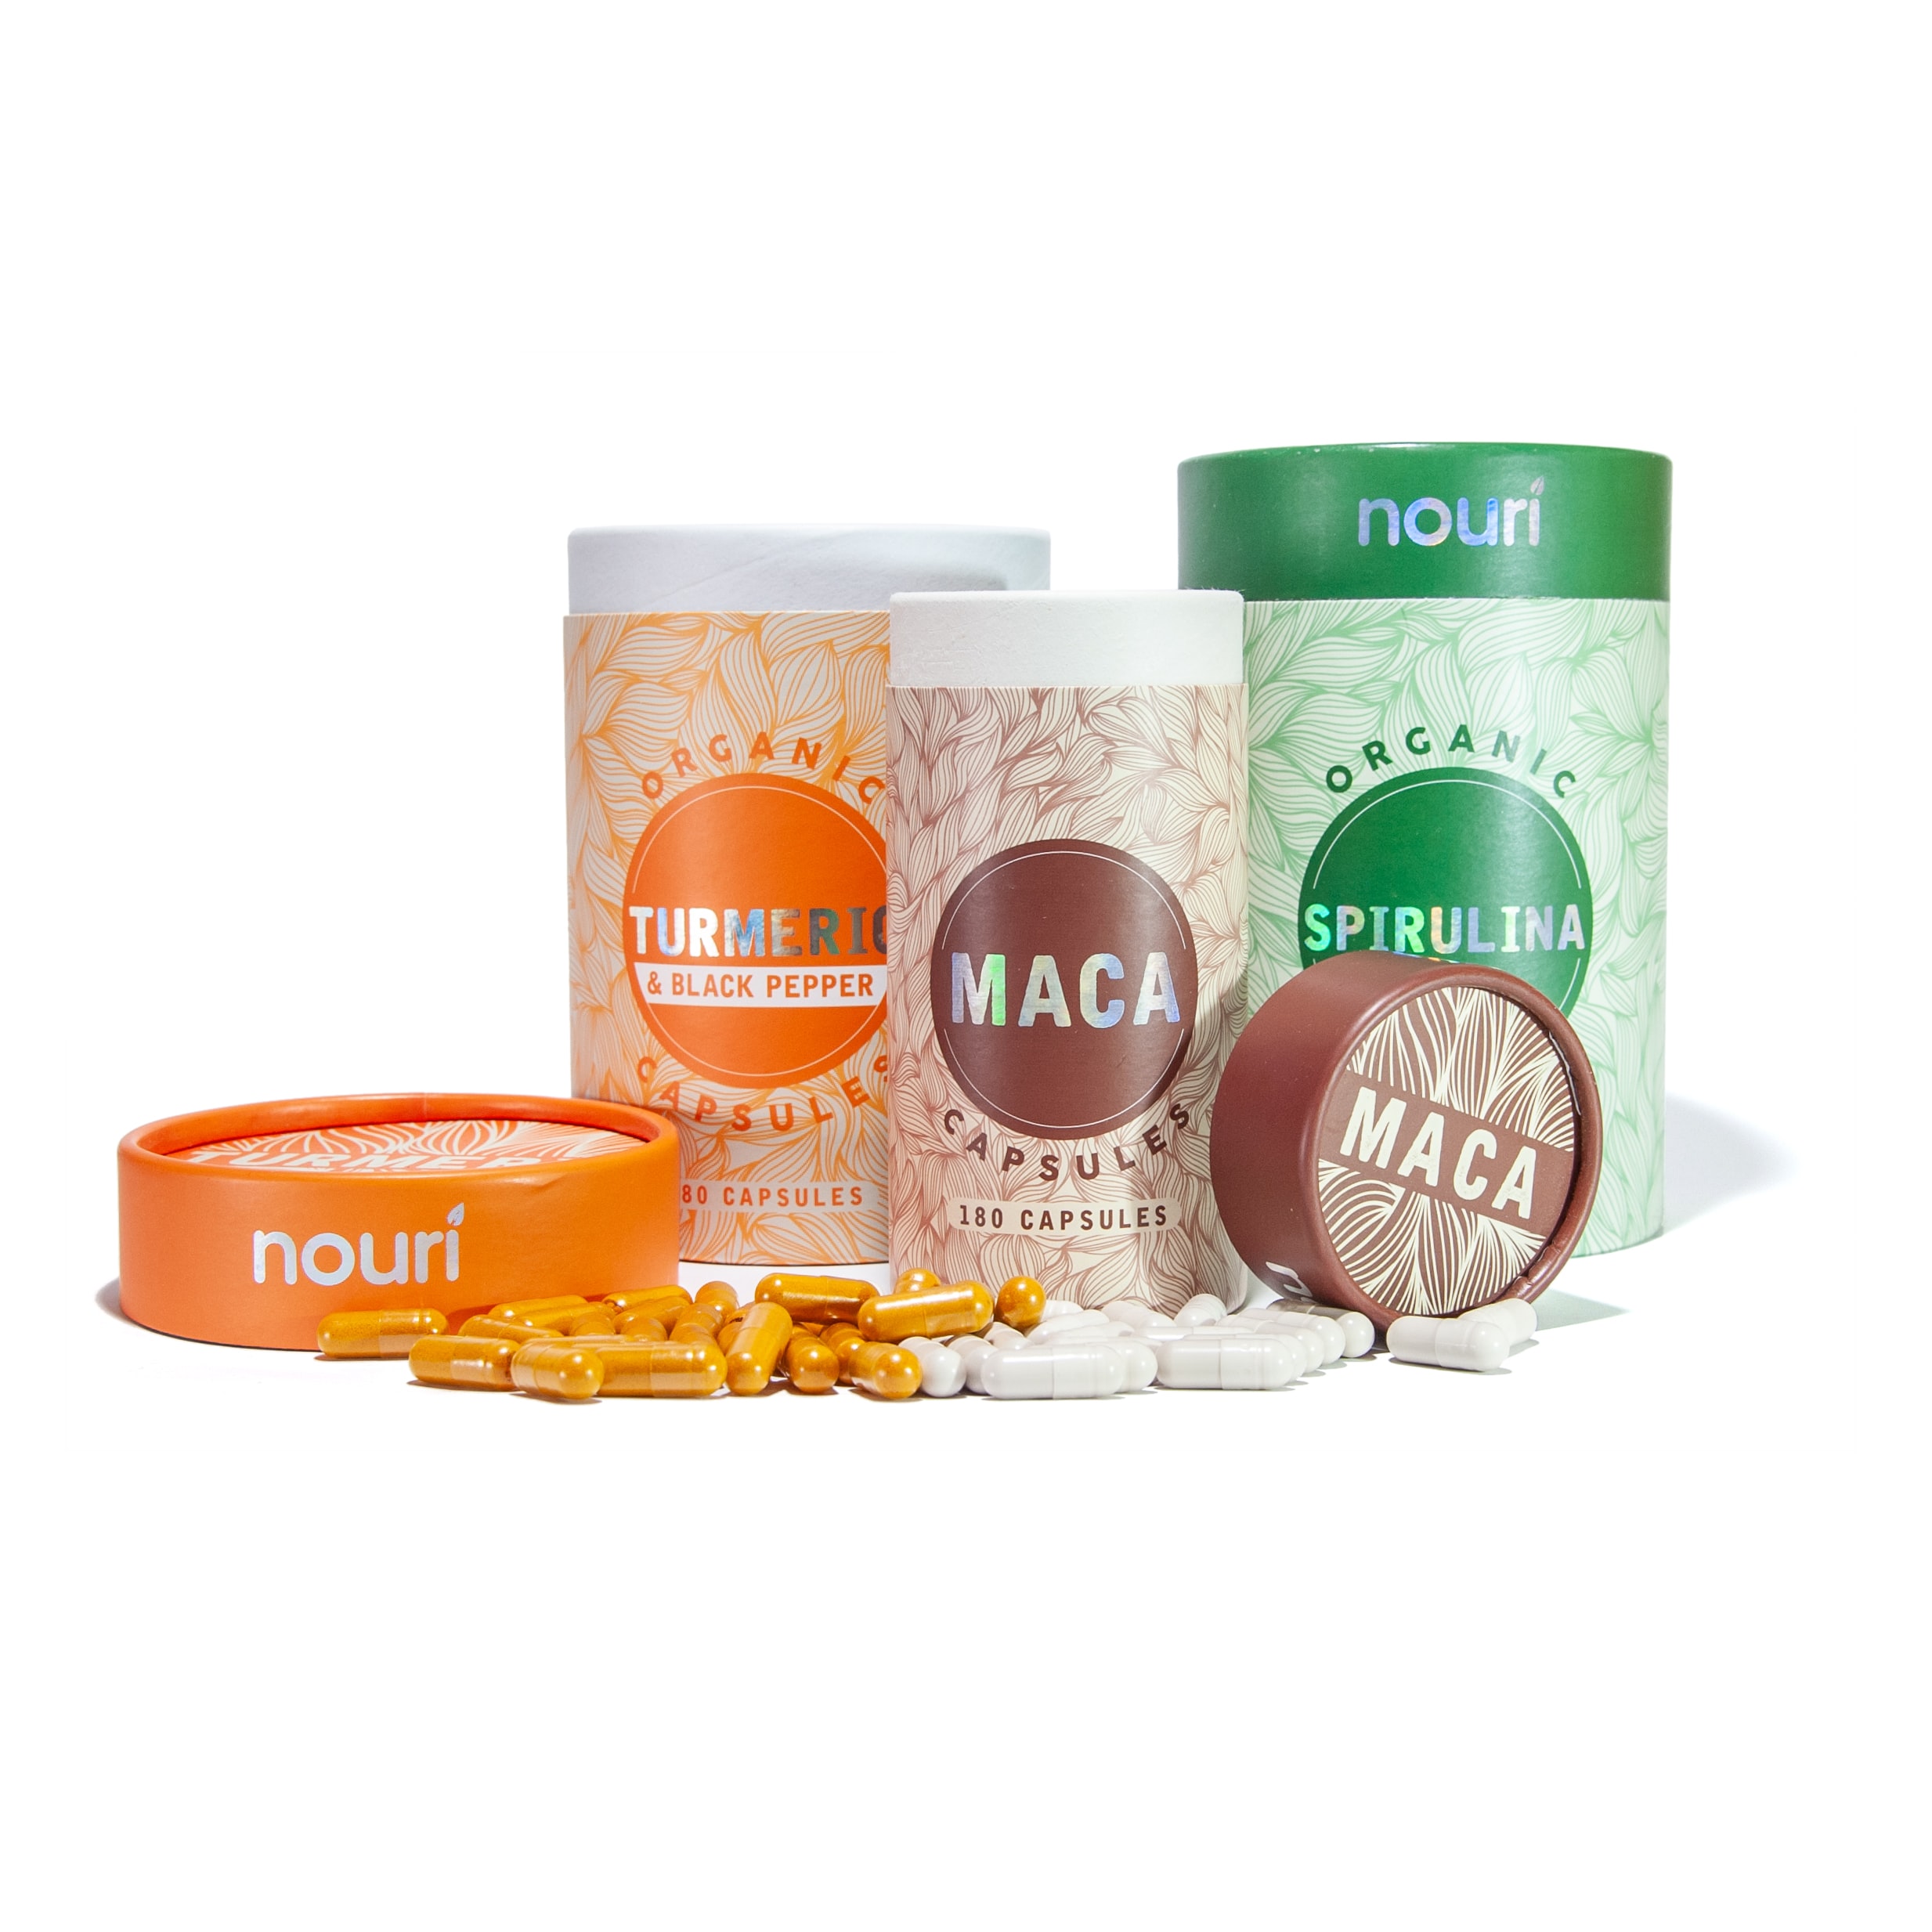 ORGANIC
TURMERIC
& BLACK PEPPER
CAPSULES
80 CAPSULES
nouri
MACA
CAPSULES
180 CAPSULES
nouri
ORGANIC
SPIRULINA
MACA